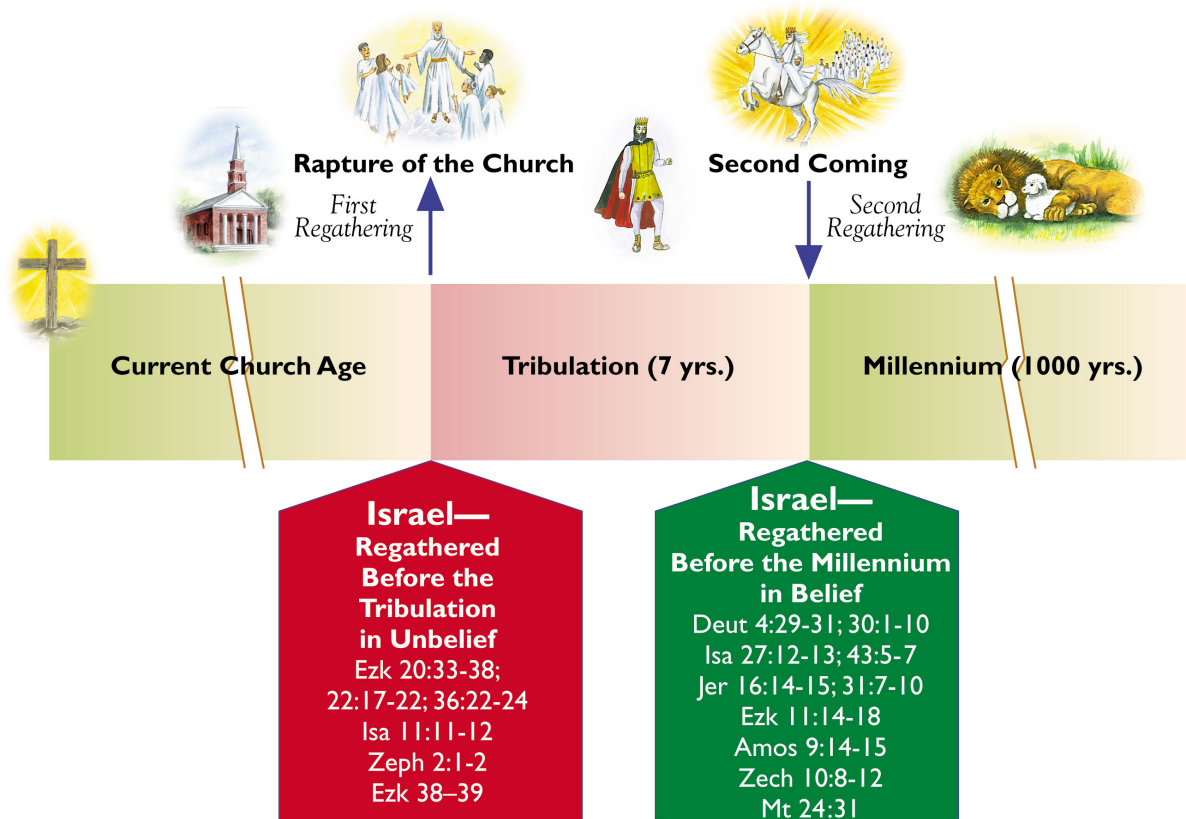 Rapture of the Church
First
Regathering
Second Coming
Second
Regathering
Current Church Age
Tribulation (7 yrs.)
Millennium (1000 yrs.)
Israel—
Regathered
Before the
Tribulation
in Unbelief
Ezk 20:33-38;
22:17-22; 36:22-24
Isa 11:11-12
Zeph 2:1-2
Ezk 38–39
Israel—
Regathered
Before the Millennium
in Belief
Deut 4:29-31; 30:1-10
Isa 27:12-13; 43:5-7
Jer 16:14-15; 31:7-10
Ezk 11:14-18
Amos 9:14-15
Zech 10:8-12
Mt 24:31